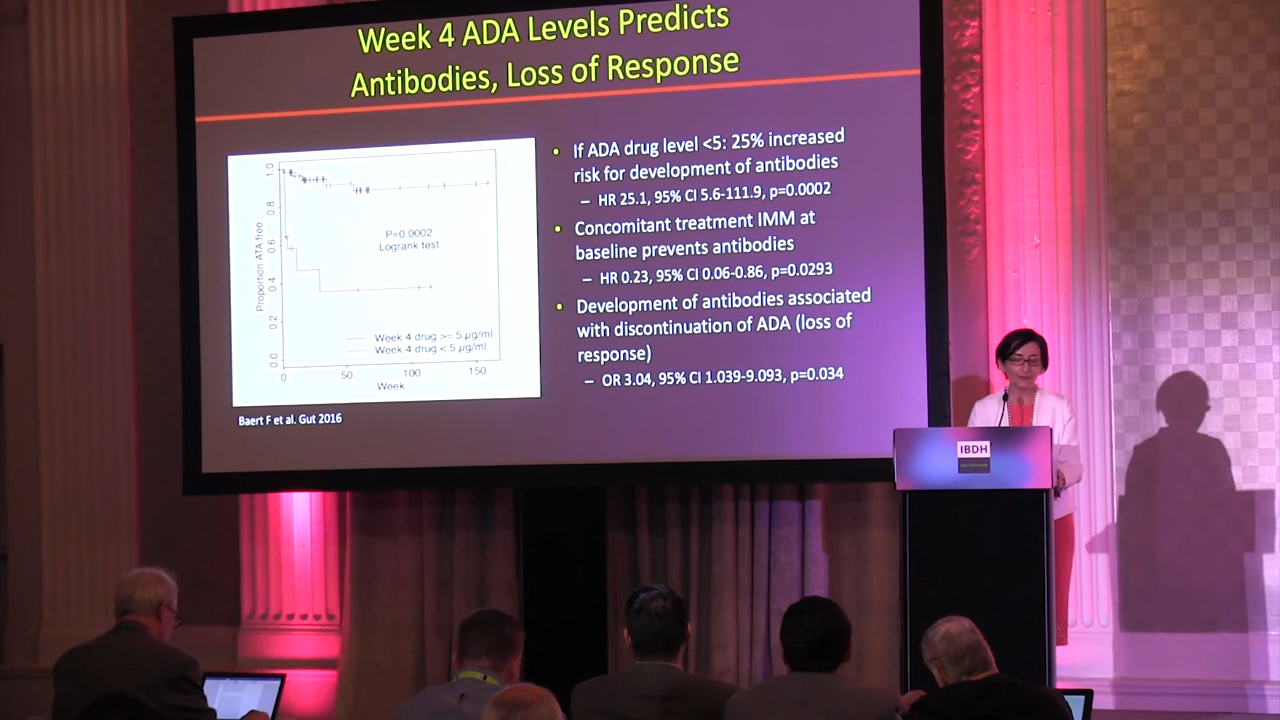 Week 4 ADA Levels Predicts
Antibodies, Loss of Response
1.0
0.8
0.6
0.4
0.2
0.0
Proportion ATA free
P=0.0002
Logrank test
Week 4 drug >= 5 µg/ml
Week 4 drug < 5 µg/ml
0
50
100
150
Week
Baert F et al. Gut 2016
• If ADA drug level <5: 25% increased
risk for development of antibodies
– HR 25.1, 95% CI 5.6-111.9, p=0.0002
• Concomitant treatment IMM at
baseline prevents antibodies
– HR 0.23, 95% CI 0.06-0.86, p=0.0293
• Development of antibodies associated
with discontinuation of ADA (loss of
response)
– OR 3.04, 95% CI 1.039-9.093, p=0.034
IBDH